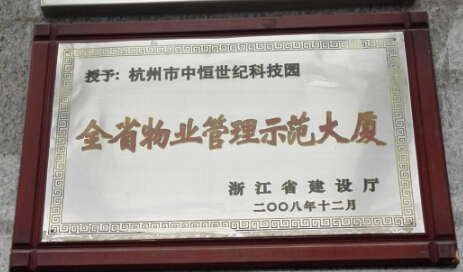 授予：杭州市中恒世纪科技园
全省物业管理示范大厦
浙江省建设厅
二〇〇八年十二月